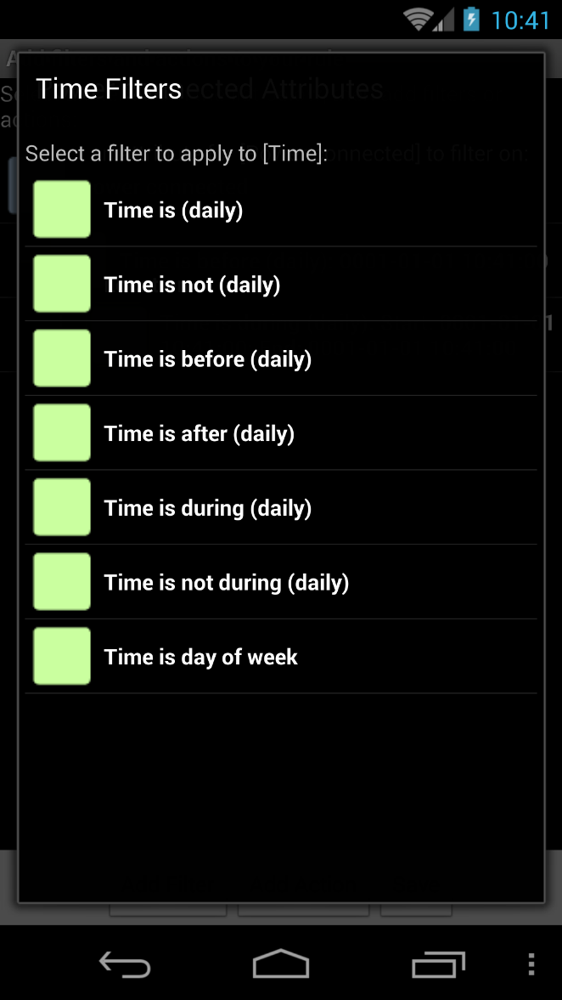 10:41
Time Filters
Select a filter to apply to [Time]:
Time is (daily)
Time is not (daily)
Time is before (daily)
Time is after (daily)
Time is during (daily)
Time is not during (daily)
Time is day of week